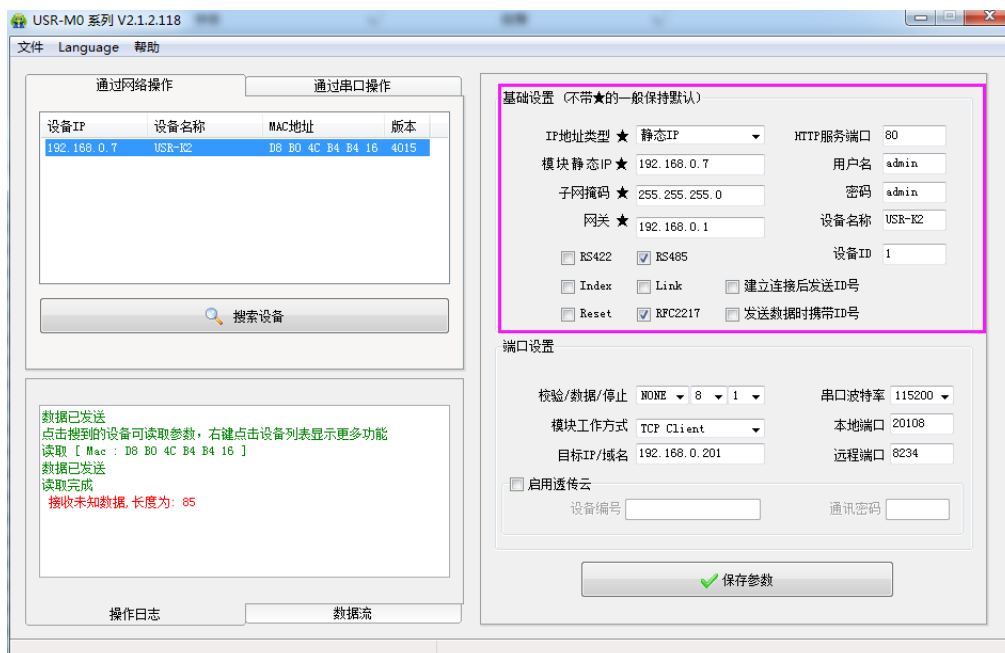 USR-M0 系列 V2.1.2.118
文件 Language 帮助
通过网络操作 通过串口操作
设备IP 设备名称 MAC地址 版本
192.168.0.7 USR-K2 D8 B0 4C B4 B4 16 4015
搜索设备
数据已发送
点击搜到的设备可读取参数，右键点击设备列表显示更多功能
读取 [ Mac : D8 B0 4C B4 B4 16 ]
数据已发送
读取完成
接收未知数据,长度为: 85
操作日志 数据流
基础设置（不带★的一般保持默认）
IP地址类型 ★ 静态IP HTTP服务端口 80
模块静态IP ★ 192.168.0.7 用户名 admin
子网掩码 ★ 255.255.255.0 密码 admin
网关 ★ 192.168.0.1 设备名称 USR-K2
RS422 RS485 设备ID 1
Index Link 建立连接后发送ID号
Reset RFC2217 发送数据时携带ID号
端口设置
校验/数据/停止 NONE 8 1 串口波特率 115200
模块工作方式 TCP Client 本地端口 20108
目标IP/域名 192.168.0.201 远程端口 8234
启用透传云
设备编号 通讯密码
保存参数